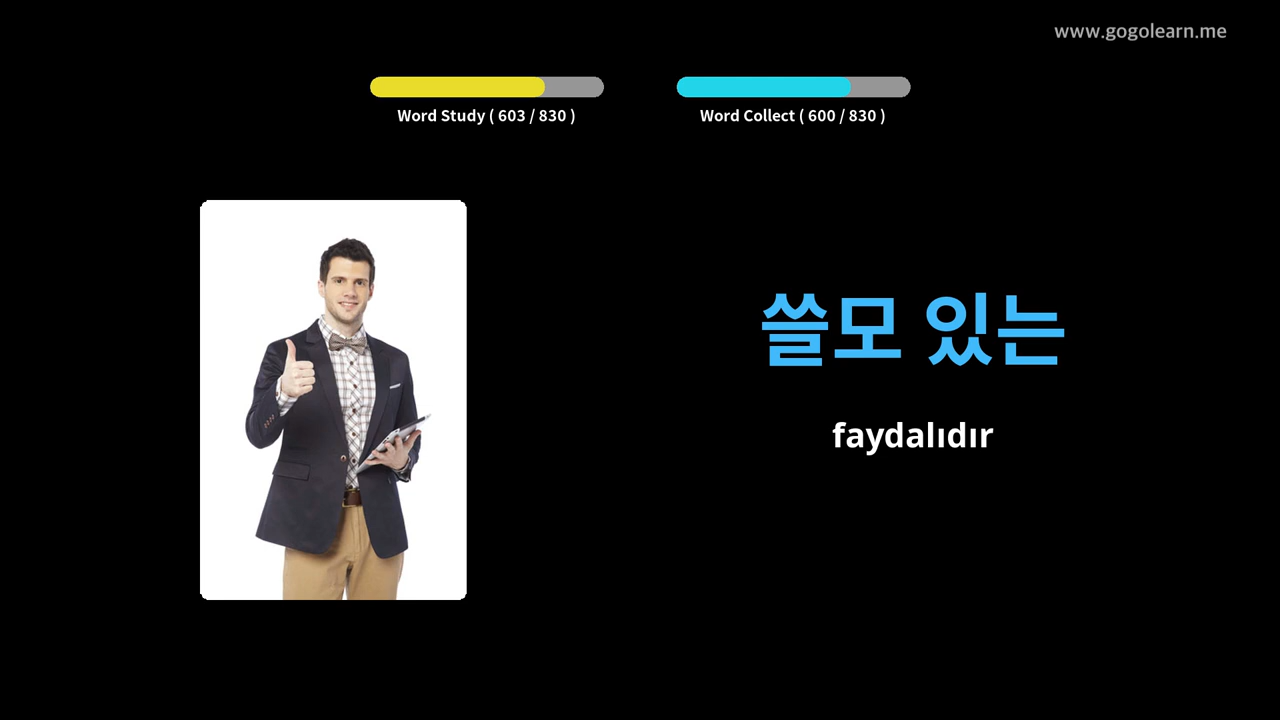 www.gogolearn.me
Word Study ( 603 / 830 )
Word Collect ( 600 / 830 )
쓸모 있는
faydalıdır